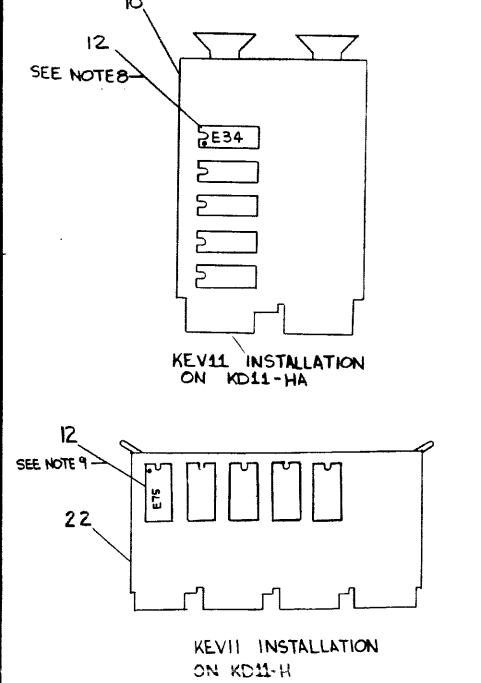 10
12
SEE NOTE 8
E34
KEV11 INSTALLATION
ON KD11-HA
12
SEE NOTE 9
E75
22
KEV11 INSTALLATION
ON KD11-H